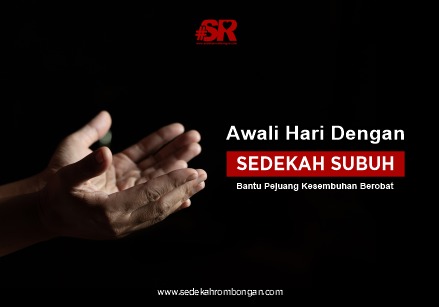 #SR
Awali Hari Dengan
SEDEKAH SUBUH
Bantu Pejuang Kesembuhan Berobat
www.sedekahrombongan.com